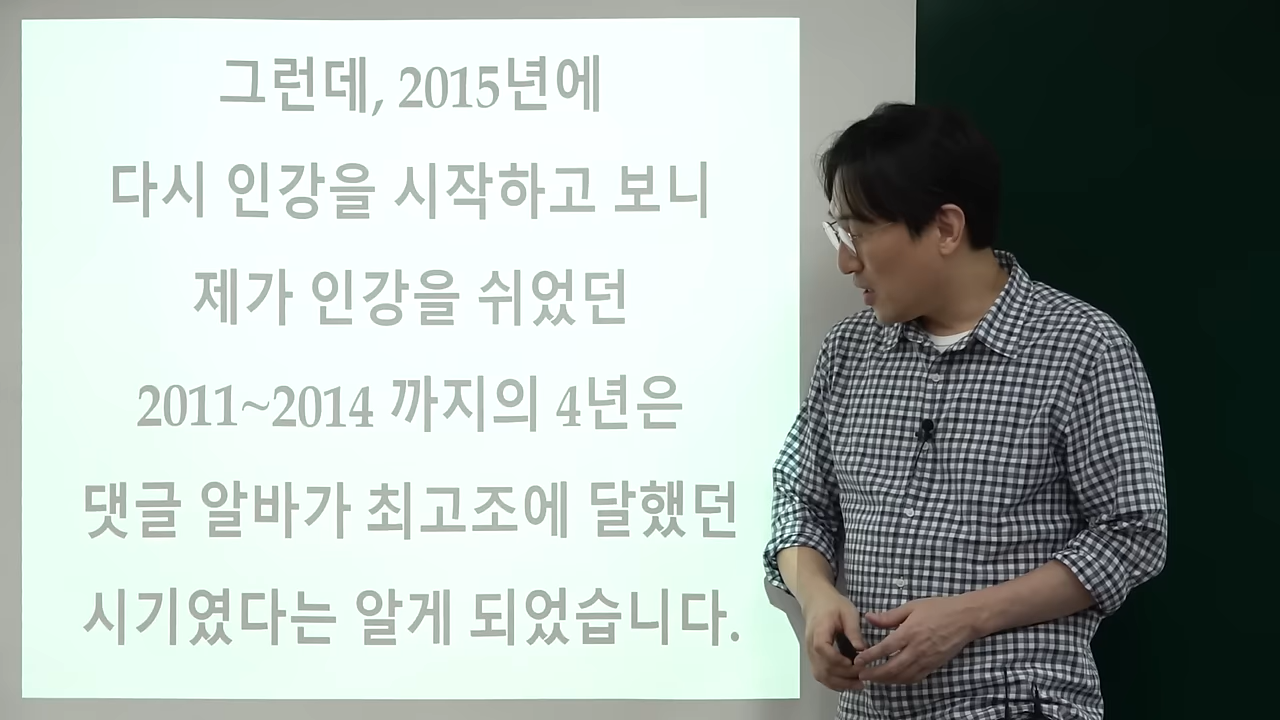 그런데, 2015년에
다시 인강을 시작하고 보니
제가 인강을 쉬었던
2011~2014 까지의 4년은
댓글 알바가 최고조에 달했던
시기였다는 알게 되었습니다.